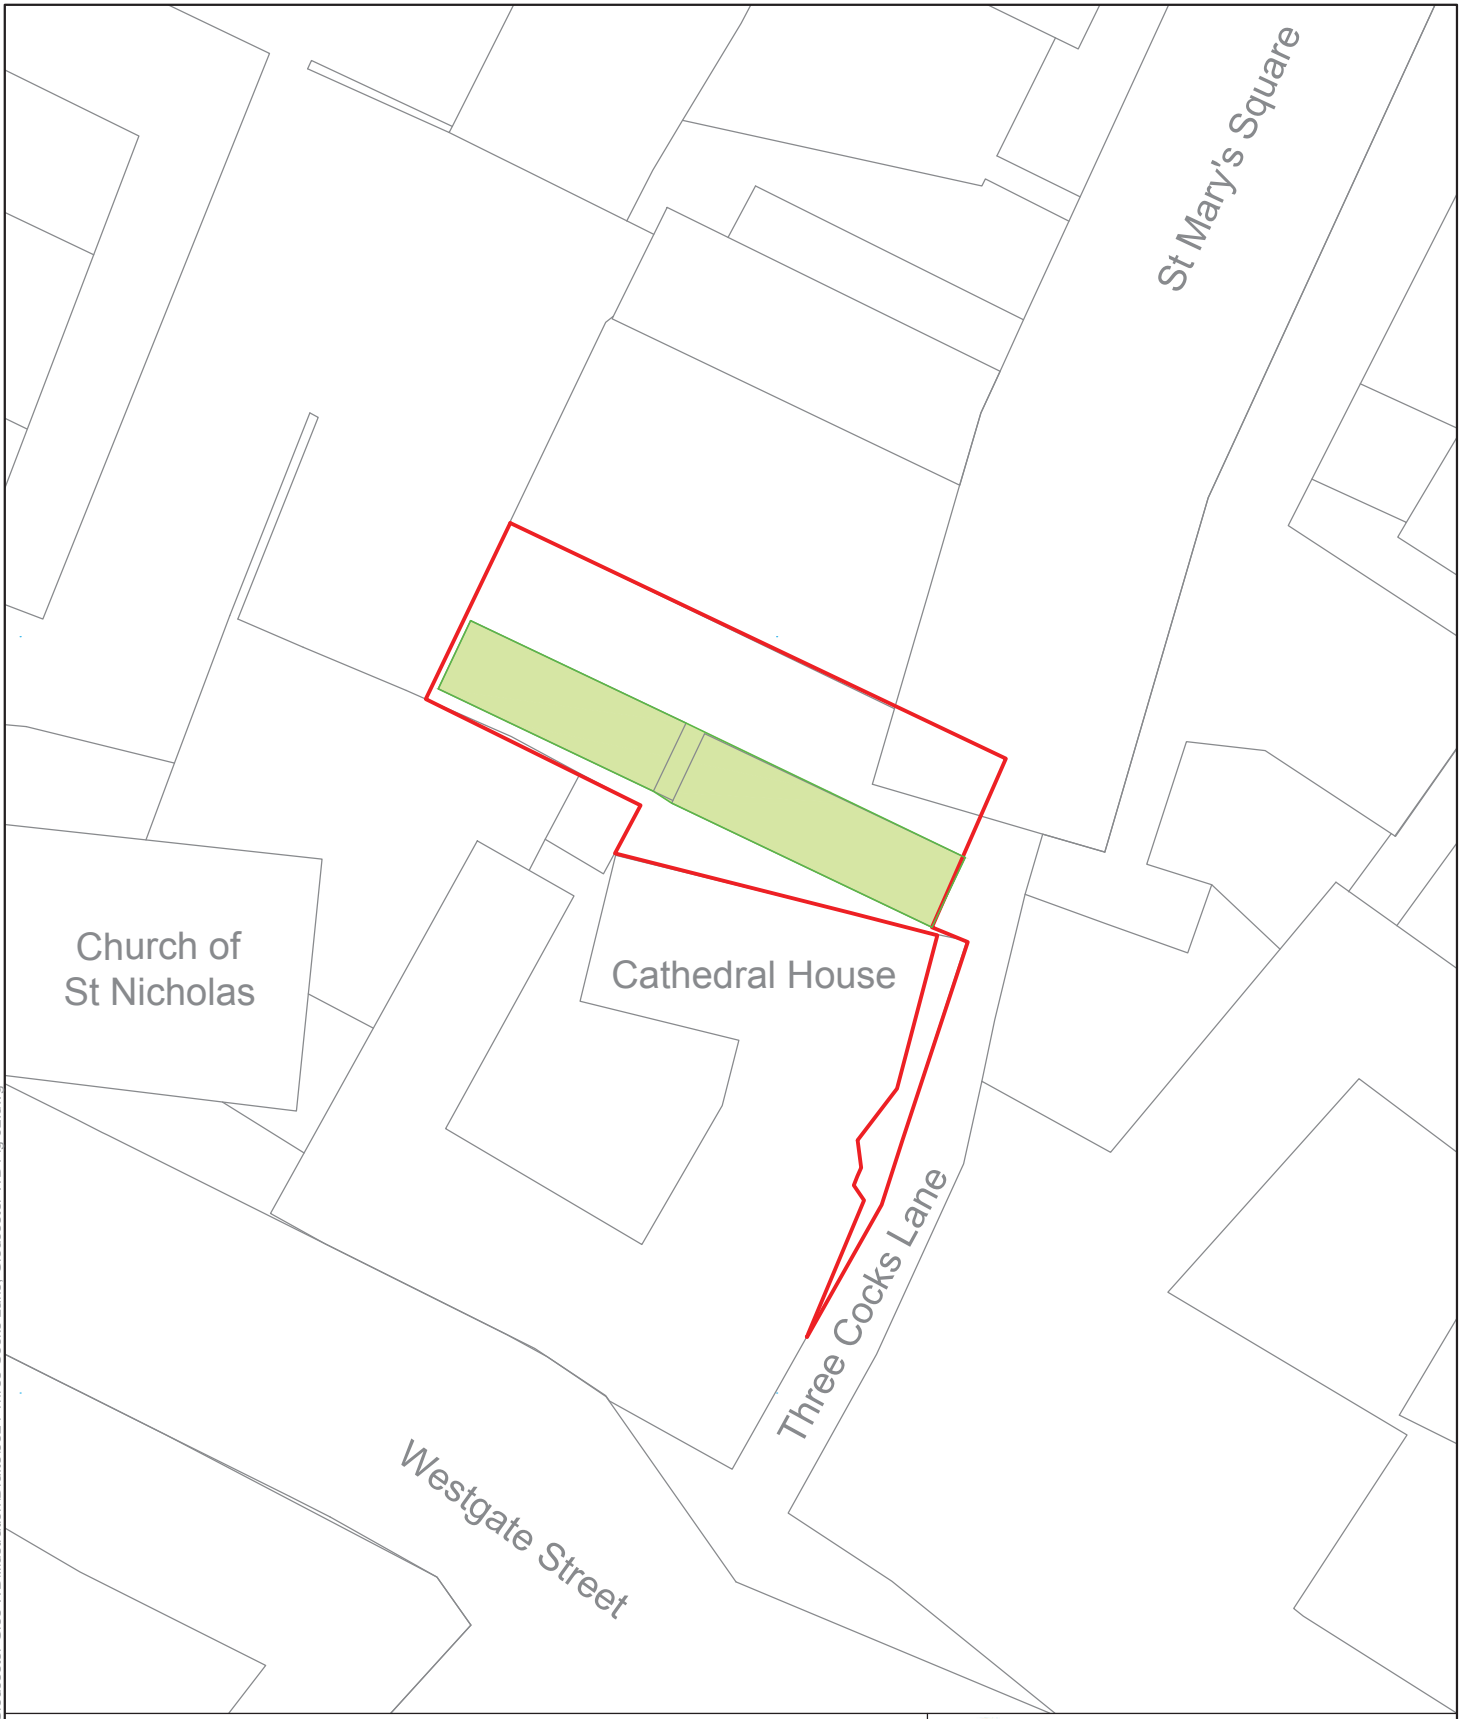 St Mary's Square
Church of
St Nicholas
Cathedral House
Three Cocks Lane
Westgate Street